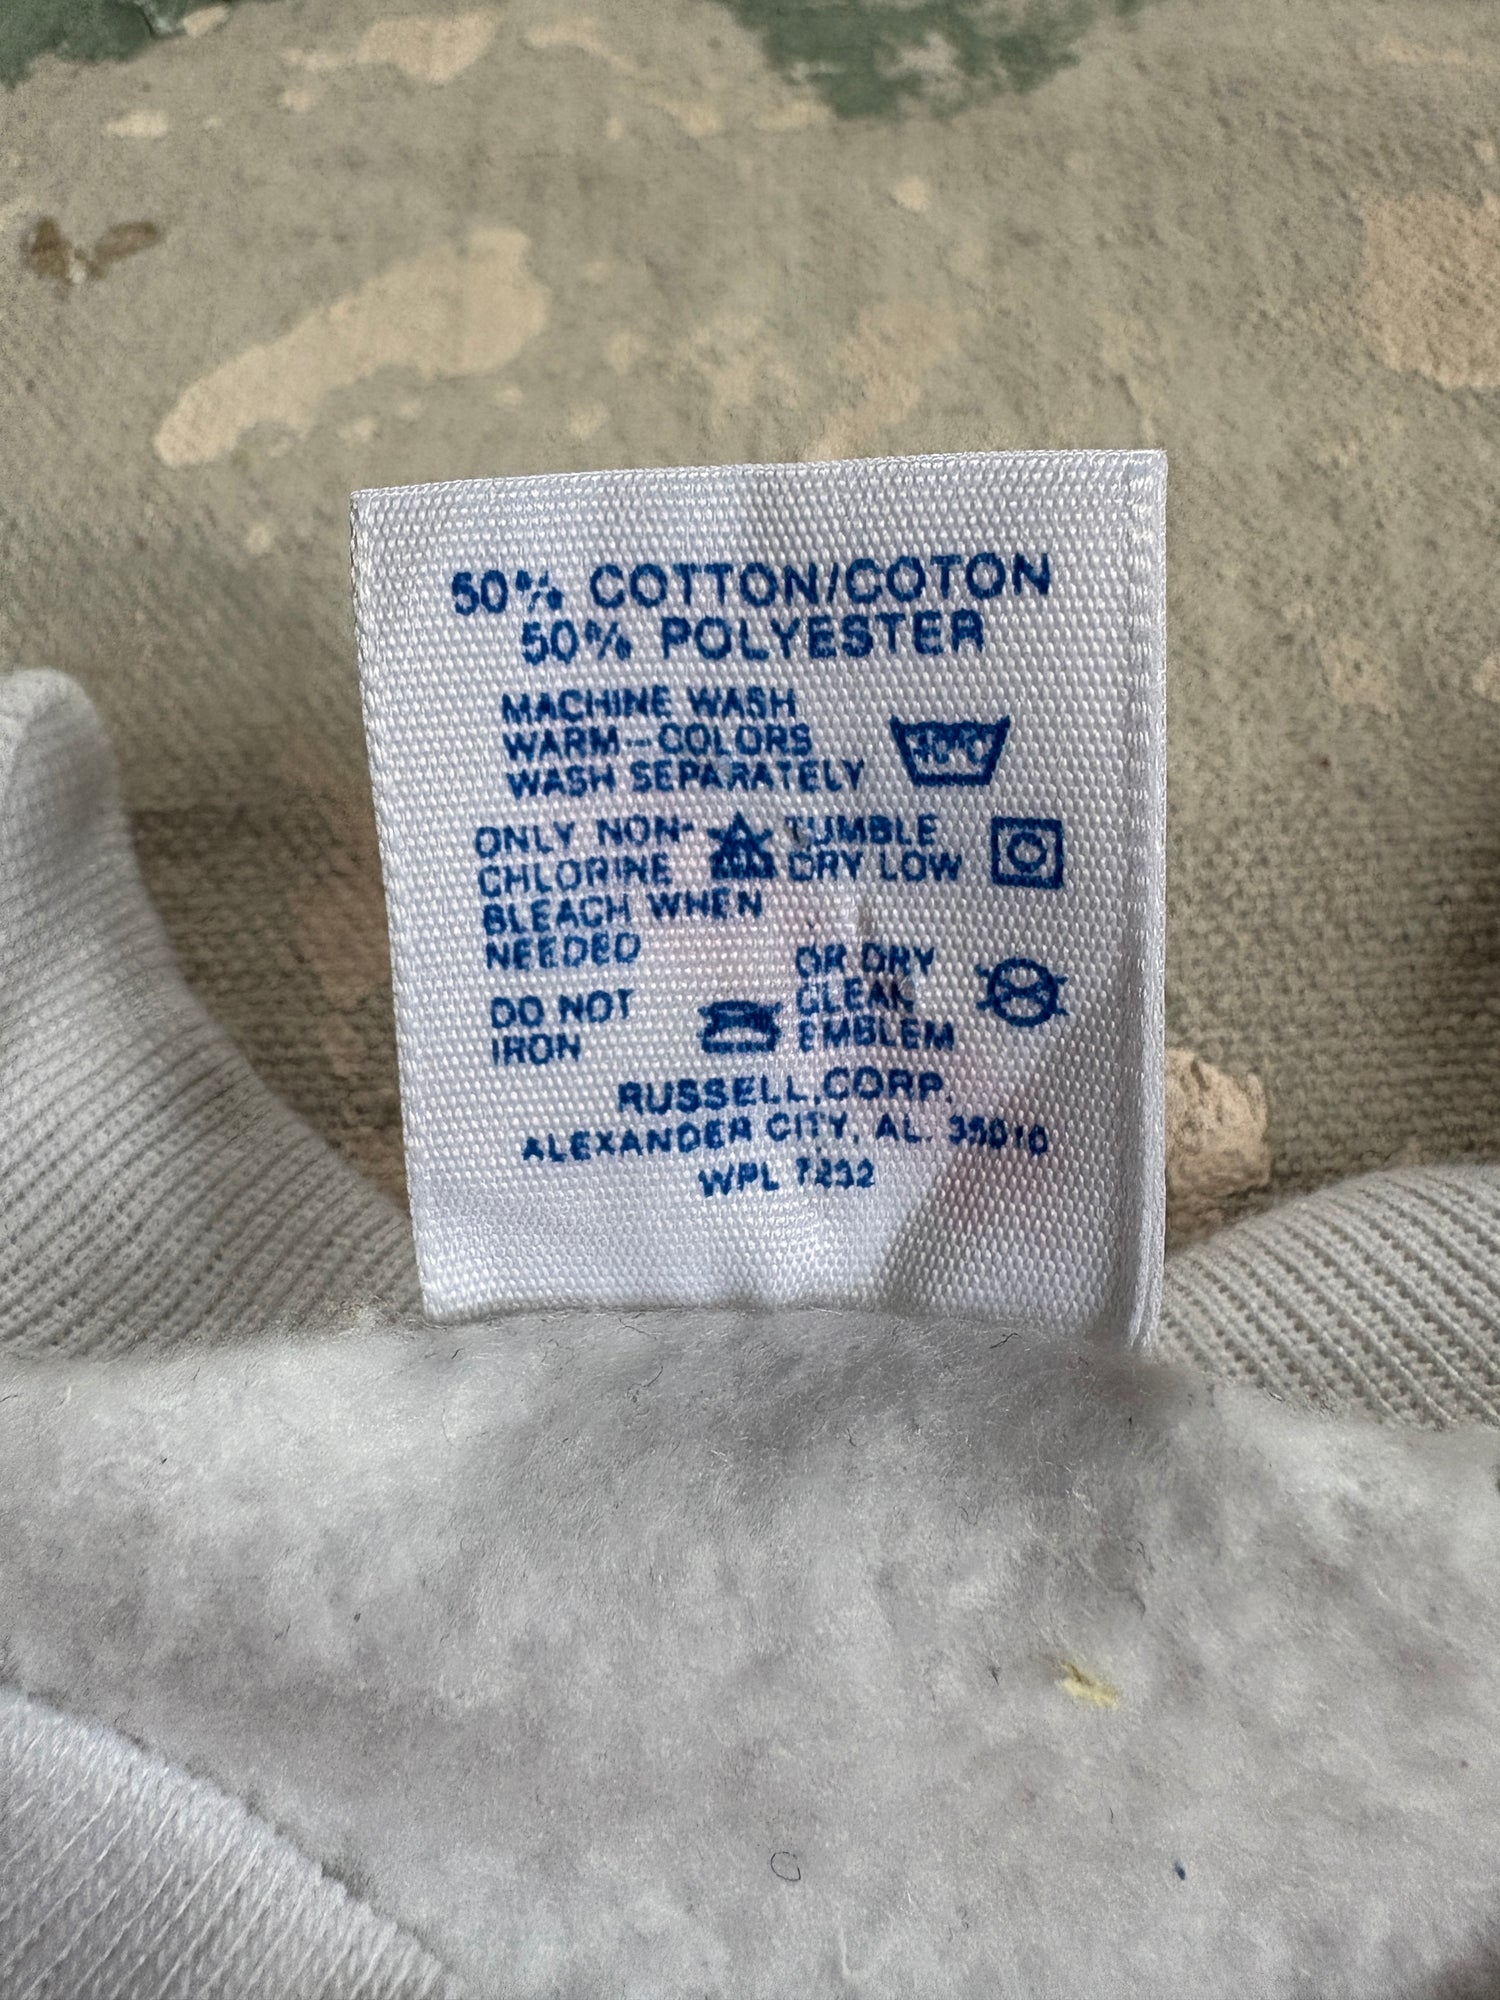 50% COTTON/COTON
50% POLYESTER
MACHINE WASH
WARM-COLORS
WASH SEPARATELY
40°C
ONLY NON-
CHLORINE
BLEACH WHEN
NEEDED
TUMBLE
DRY LOW
DO NOT
IRON
OR DRY
CLEAN
EMBLEM
RUSSELL CORP.
ALEXANDER CITY, AL. 35010
WPL 7232